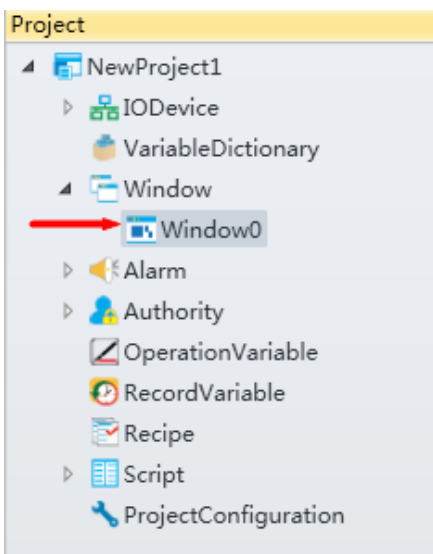 Project
NewProject1
IODevice
VariableDictionary
Window
Window0
Alarm
Authority
OperationVariable
RecordVariable
Recipe
Script
ProjectConfiguration